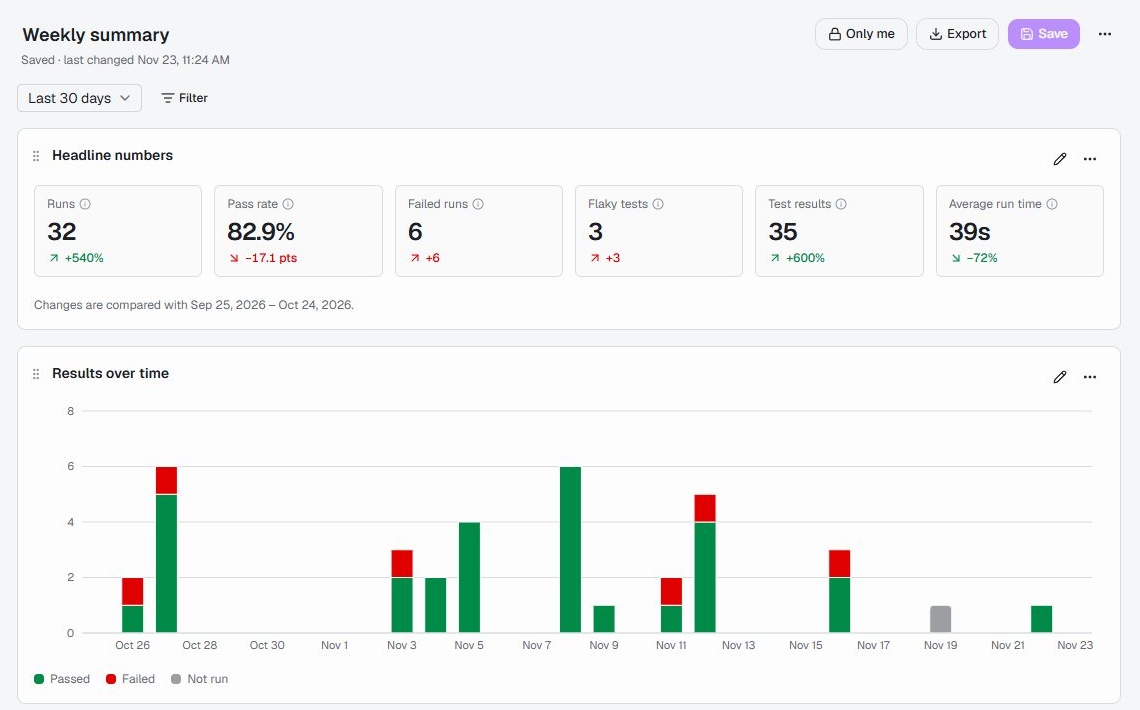 Weekly summary
Only me
Export
Save
Saved · last changed Nov 23, 11:24 AM
Last 30 days
Filter
Headline numbers
Runs
32
+540%
Pass rate
82.9%
−17.1 pts
Failed runs
6
+6
Flaky tests
3
+3
Test results
35
+600%
Average run time
39s
−72%
Changes are compared with Sep 25, 2026 – Oct 24, 2026.
Results over time
8
6
4
2
0
Oct 26 Oct 28 Oct 30 Nov 1 Nov 3 Nov 5 Nov 7 Nov 9 Nov 11 Nov 13 Nov 15 Nov 17 Nov 19 Nov 21 Nov 23
Passed Failed Not run